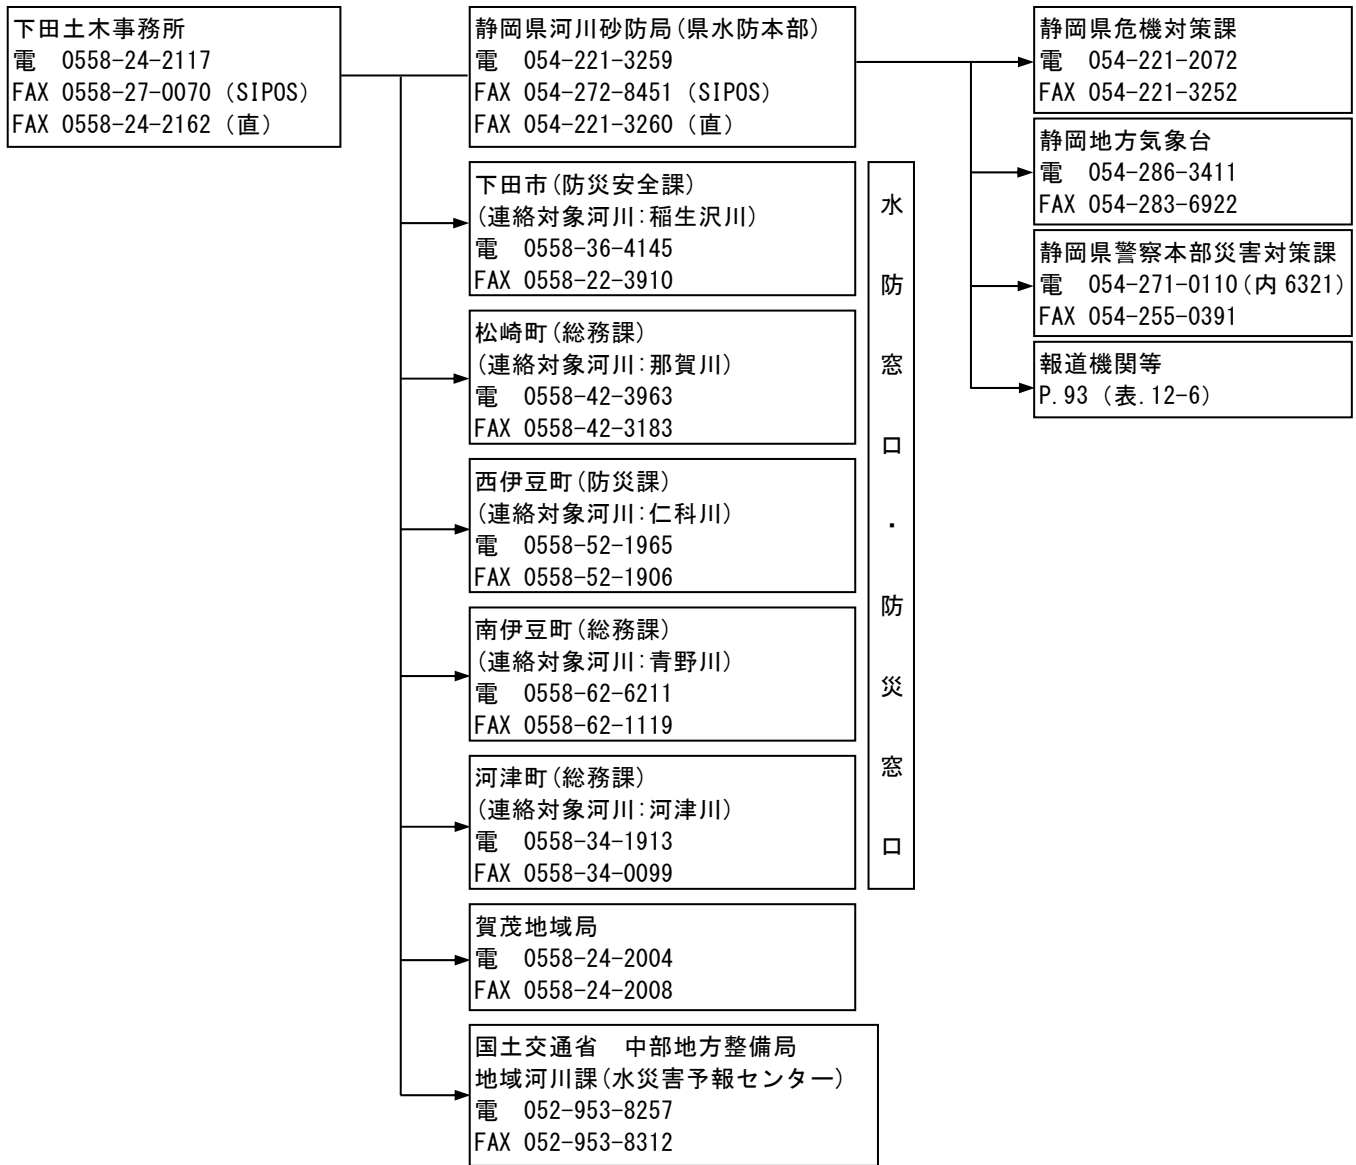 下田土木事務所
電　0558-24-2117
FAX 0558-27-0070 (SIPOS)
FAX 0558-24-2162 (直)
静岡県河川砂防局(県水防本部)
電　054-221-3259
FAX 054-272-8451 (SIPOS)
FAX 054-221-3260 (直)
下田市(防災安全課)
(連絡対象河川:稲生沢川)
電　0558-36-4145
FAX 0558-22-3910
松崎町(総務課)
(連絡対象河川:那賀川)
電　0558-42-3963
FAX 0558-42-3183
西伊豆町(防災課)
(連絡対象河川:仁科川)
電　0558-52-1965
FAX 0558-52-1906
南伊豆町(総務課)
(連絡対象河川:青野川)
電　0558-62-6211
FAX 0558-62-1119
河津町(総務課)
(連絡対象河川:河津川)
電　0558-34-1913
FAX 0558-34-0099
賀茂地域局
電　0558-24-2004
FAX 0558-24-2008
国土交通省　中部地方整備局
地域河川課(水災害予報センター)
電　052-953-8257
FAX 052-953-8312
水防窓口・防災窓口
静岡県危機対策課
電　054-221-2072
FAX 054-221-3252
静岡地方気象台
電　054-286-3411
FAX 054-283-6922
静岡県警察本部災害対策課
電　054-271-0110(内 6321)
FAX 054-255-0391
報道機関等
P.93 (表.12-6)